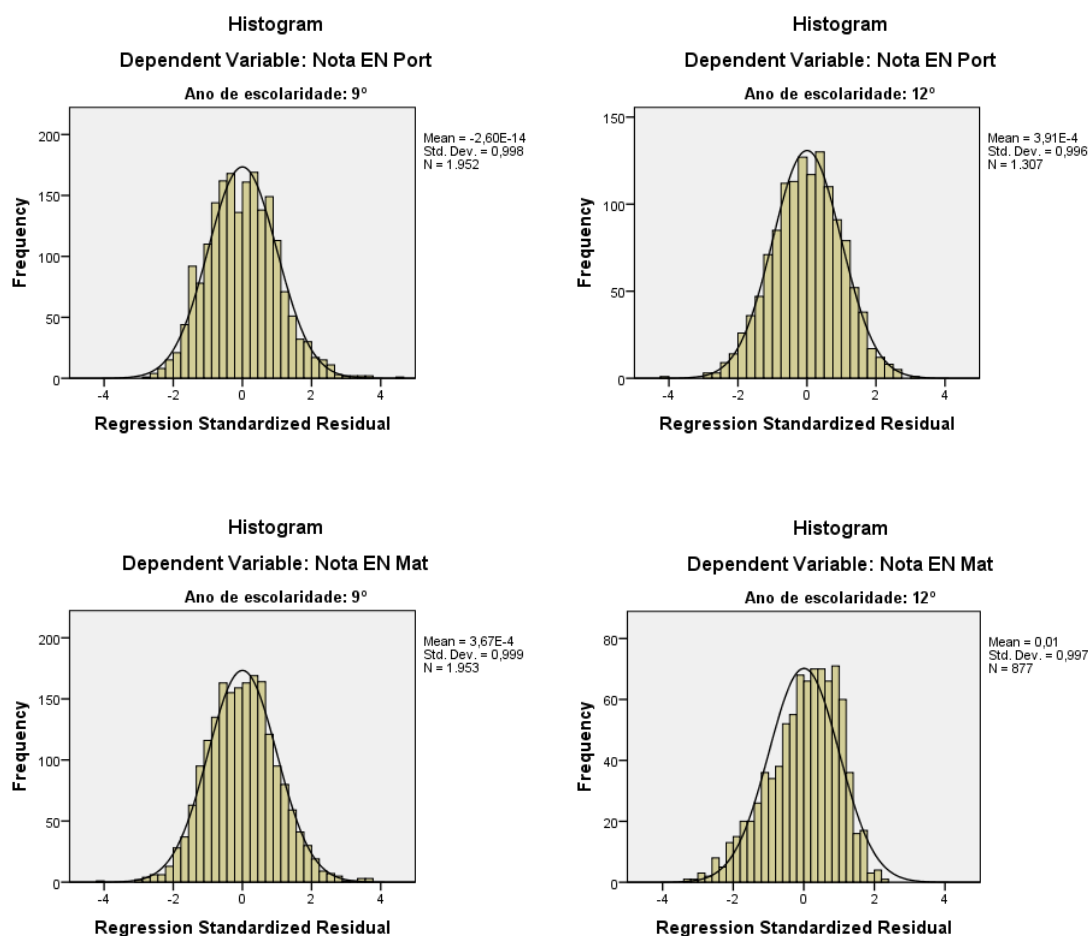 Histogram
Dependent Variable: Nota EN Port
Ano de escolaridade: 9º
200
150
100
50
0
Frequency
-4 -2 0 2 4
Regression Standardized Residual
Mean = -2,60E-14
Std. Dev. = 0,998
N = 1.952
Histogram
Dependent Variable: Nota EN Port
Ano de escolaridade: 12º
150
100
50
0
Frequency
-4 -2 0 2 4
Regression Standardized Residual
Mean = 3,91E-4
Std. Dev. = 0,996
N = 1.307
Histogram
Dependent Variable: Nota EN Mat
Ano de escolaridade: 9º
200
150
100
50
0
Frequency
-4 -2 0 2 4
Regression Standardized Residual
Mean = 3,67E-4
Std. Dev. = 0,999
N = 1.953
Histogram
Dependent Variable: Nota EN Mat
Ano de escolaridade: 12º
80
60
40
20
0
Frequency
-4 -2 0 2 4
Regression Standardized Residual
Mean = 0,01
Std. Dev. = 0,997
N = 877